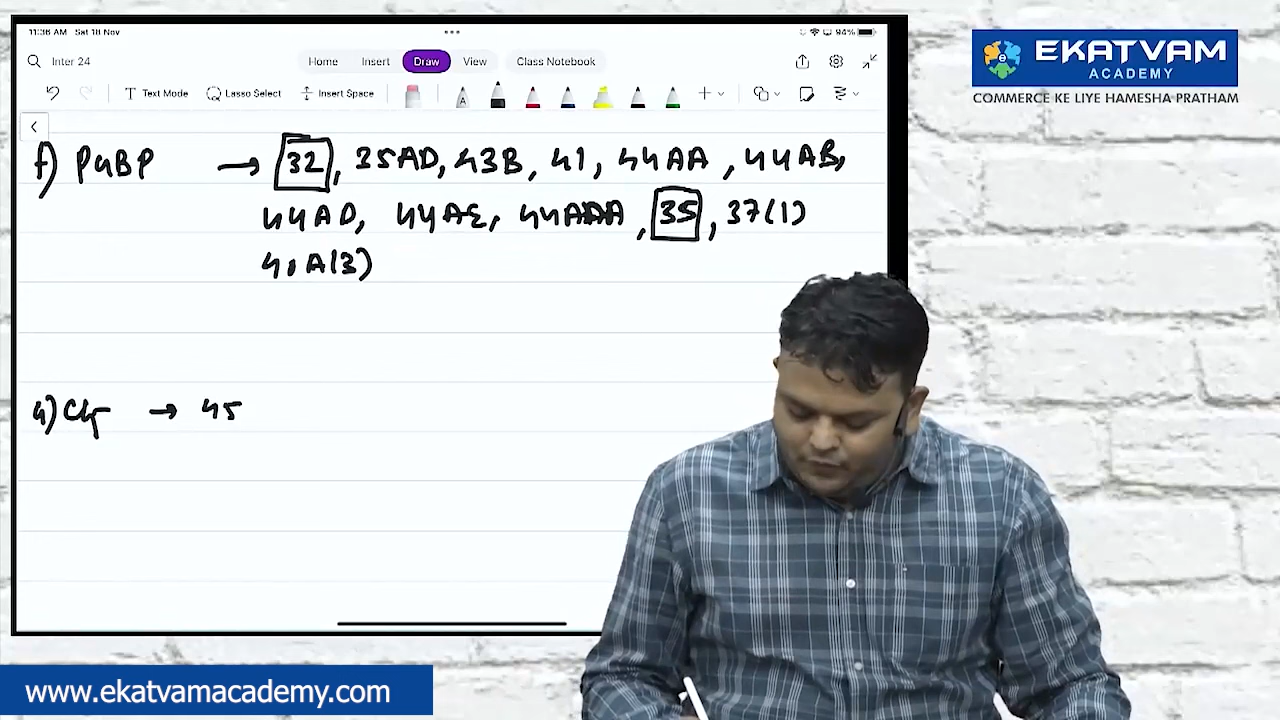 11:36 AM Sat 18 Nov
94%
Inter 24
Home Insert Draw View Class Notebook
Text Mode Lasso Select Insert Space
f) PGBP → 32, 35AD, 43B, 41, 44AA, 44AB,
44AD, 44AE, 44ADA, 35, 37(1)
40A(3)
g) CG → 45
EKATVAM
ACADEMY
COMMERCE KE LIYE HAMESHA PRATHAM
www.ekatvamacademy.com